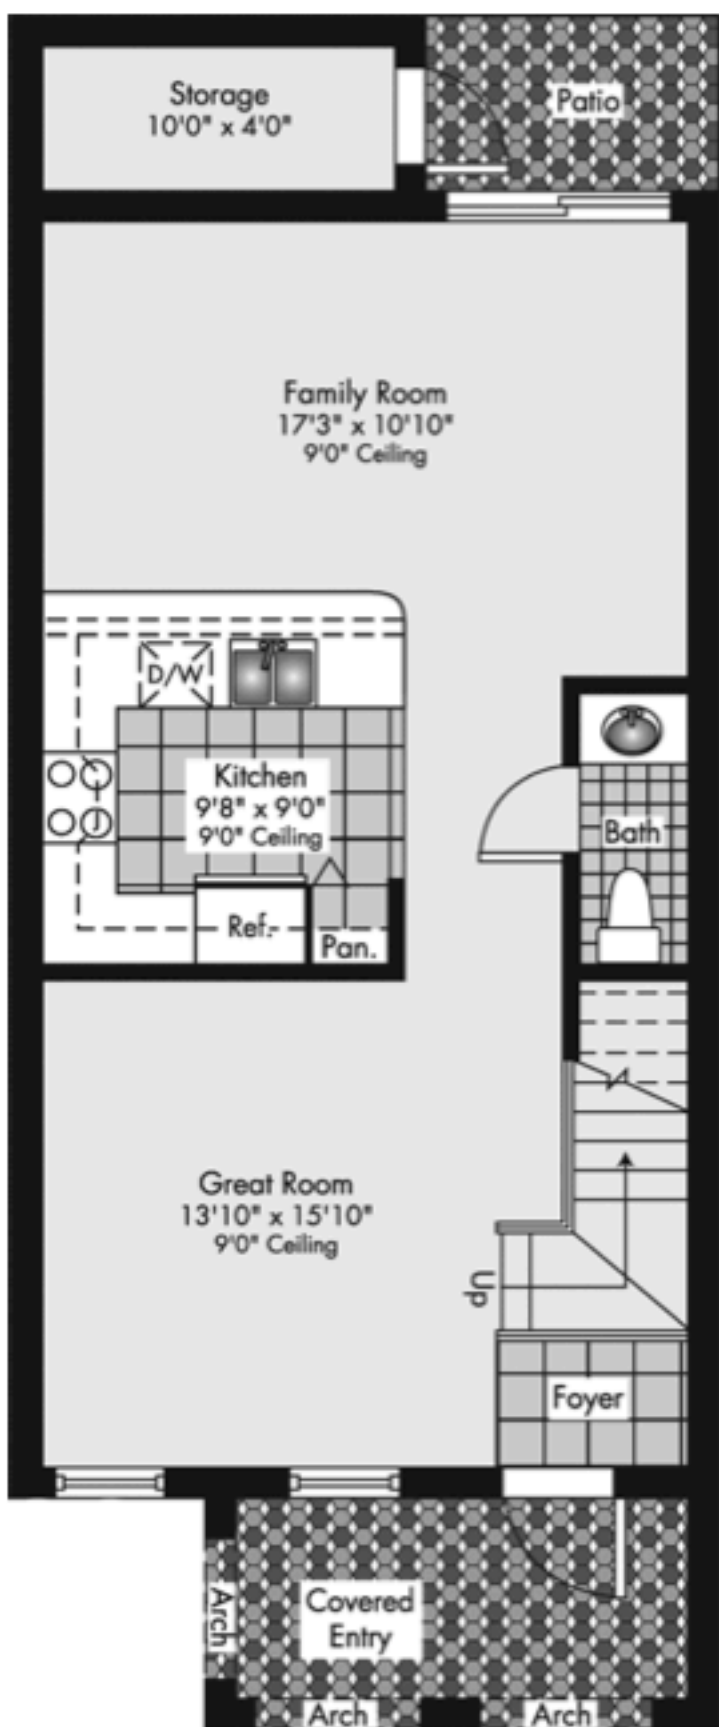 Storage
10'0" x 4'0"
Patio
Family Room
17'3" x 10'10"
9'0" Ceiling
D/W
Kitchen
9'8" x 9'0"
9'0" Ceiling
Bath
Ref.
Pan.
Great Room
13'10" x 15'10"
9'0" Ceiling
Up
Foyer
Arch
Covered
Entry
Arch
Arch